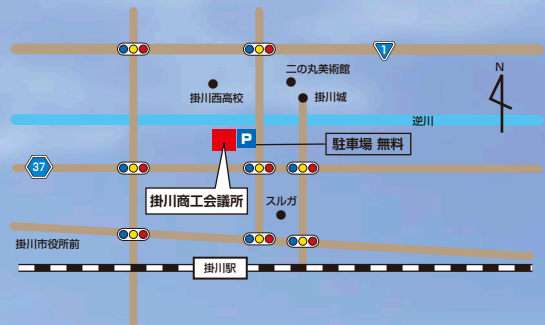 1
N
二の丸美術館
掛川西高校
掛川城
逆川
P
駐車場 無料
37
掛川商工会議所
スルガ
掛川市役所前
掛川駅